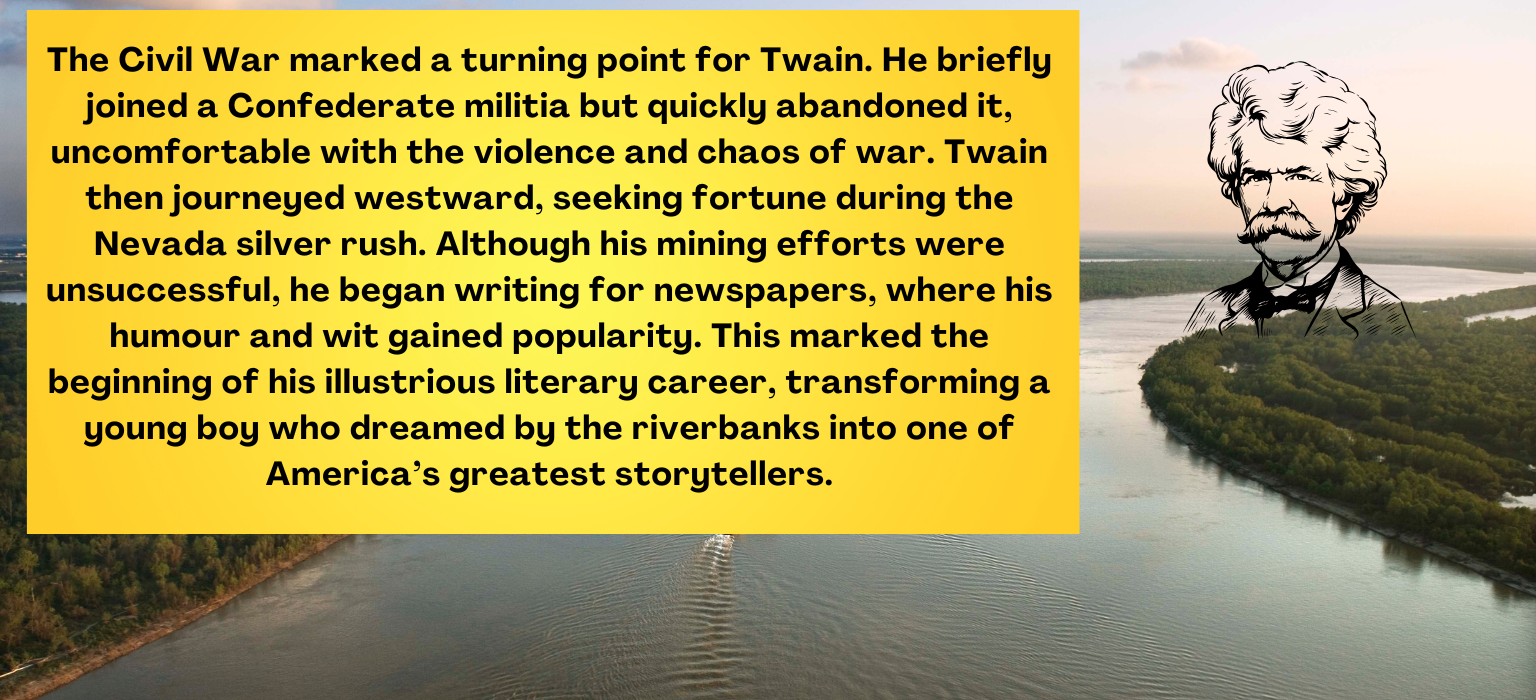 The Civil War marked a turning point for Twain. He briefly
joined a Confederate militia but quickly abandoned it,
uncomfortable with the violence and chaos of war. Twain
then journeyed westward, seeking fortune during the
Nevada silver rush. Although his mining efforts were
unsuccessful, he began writing for newspapers, where his
humour and wit gained popularity. This marked the
beginning of his illustrious literary career, transforming a
young boy who dreamed by the riverbanks into one of
America’s greatest storytellers.